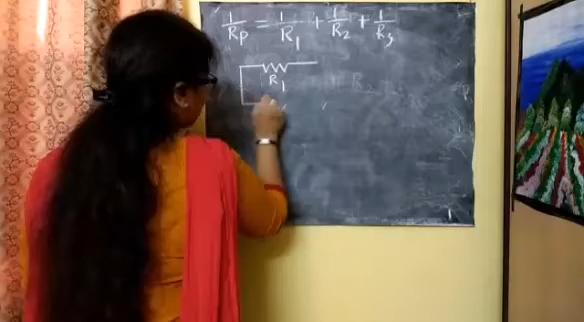 1/Rp = 1/R1 + 1/R2 + 1/R3
R1